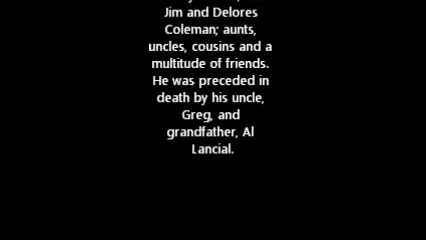 Jim and Delores
Coleman; aunts,
uncles, cousins and a
multitude of friends.
He was preceded in
death by his uncle,
Greg, and
grandfather, Al
Lancial.